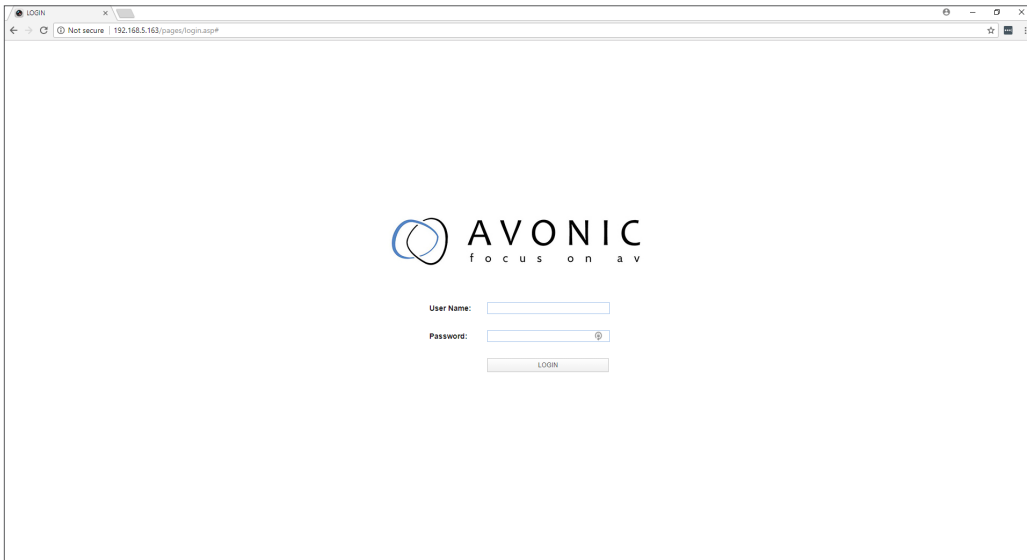 LOGIN
Not secure | 192.168.5.163/pages/login.asp#
AVONIC
focus on av
User Name:
Password:
LOGIN